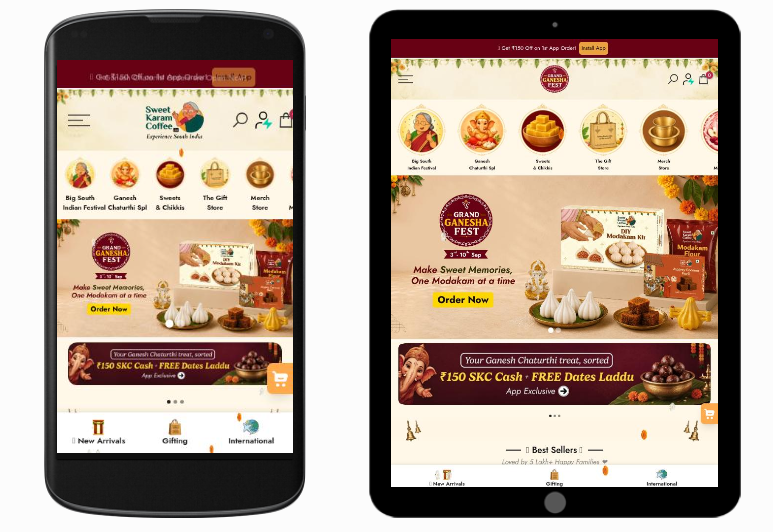 Get ₹150 Off on 1st App Order!
Install App
Sweet
Karam
Coffee
Experience South India
Big South
Indian Festival
Ganesh
Chaturthi Spl
Sweets
& Chikkis
The Gift
Store
Merch
Store
GRAND
GANESHA
FEST
3rd - 10th Sep
Make Sweet Memories,
One Modakam at a time
Order Now
DIY
Modakam Kit
Modakam
Flour
Your Ganesh Chaturthi treat, sorted
₹150 SKC Cash + FREE Dates Laddu
App Exclusive
New Arrivals
Gifting
International
Get ₹150 Off on 1st App Order!
Install App
GRAND
GANESHA
FEST
0
Big South
Indian Festival
Ganesh
Chaturthi Spl
Sweets
& Chikkis
The Gift
Store
Merch
Store
M
GRAND
GANESHA
FEST
3rd - 10th Sep
Make Sweet Memories,
One Modakam at a time
Order Now
DIY
Modakam Kit
Modakam
Flour
Your Ganesh Chaturthi treat, sorted
₹150 SKC Cash + FREE Dates Laddu
App Exclusive
Best Sellers
Loved by 5 Lakh+ Happy Families
New Arrivals
Gifting
International